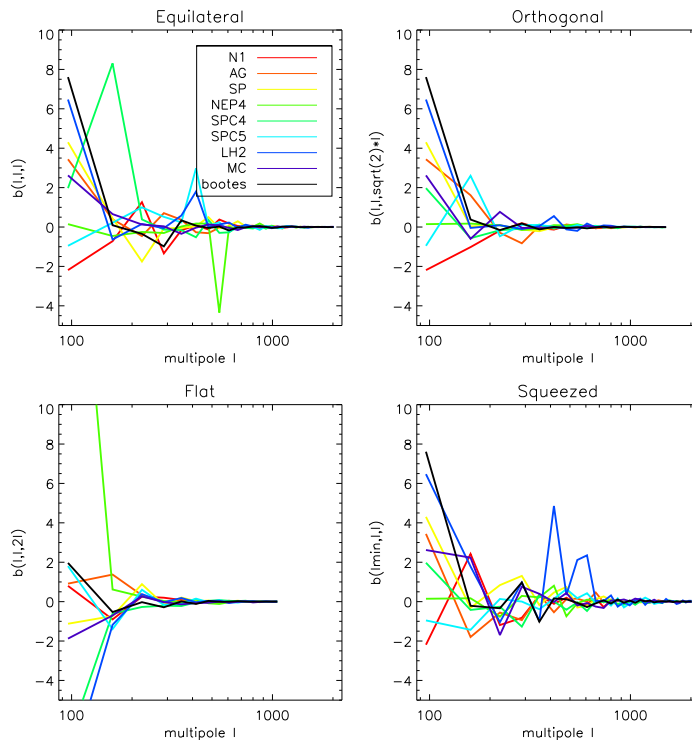 Equilateral
10
8
6
4
2
0
-2
-4
b(l,l,l)
N1
AG
SP
NEP4
SPC4
SPC5
LH2
MC
bootes
100
1000
multipole l
Orthogonal
10
8
6
4
2
0
-2
-4
b(l,l,sqrt(2)*l)
100
1000
multipole l
Flat
10
8
6
4
2
0
-2
-4
b(l,l,2l)
100
1000
multipole l
Squeezed
10
8
6
4
2
0
-2
-4
b(lmin,l,l)
100
1000
multipole l